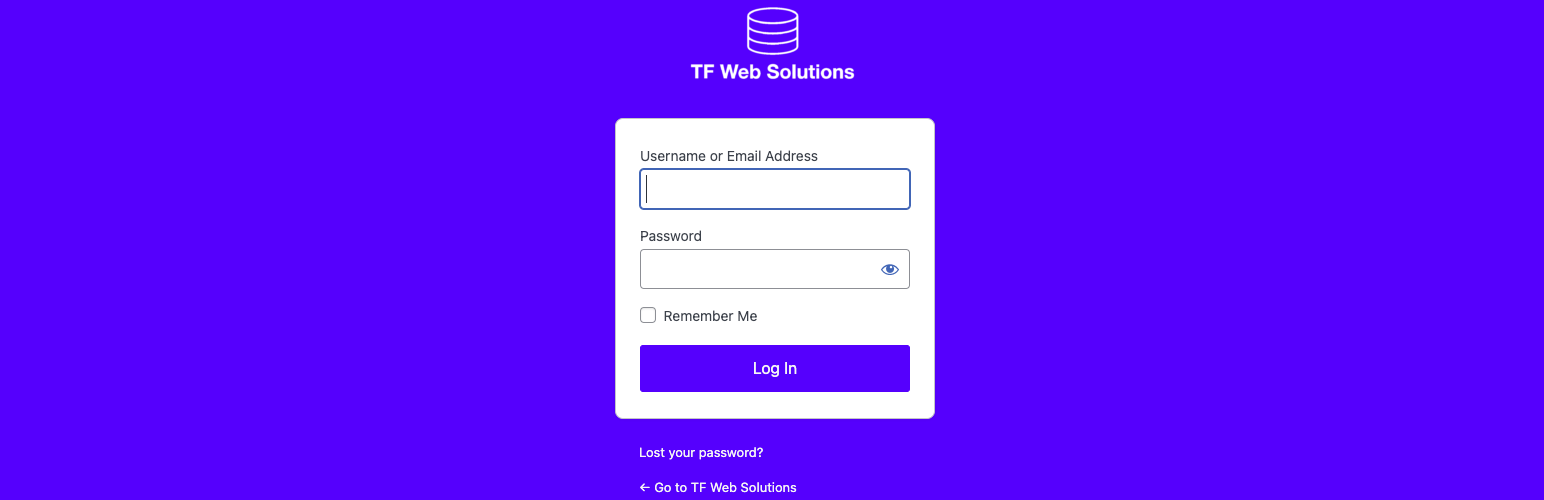 TF Web Solutions
Username or Email Address
Password
Remember Me
Log In
Lost your password?
← Go to TF Web Solutions